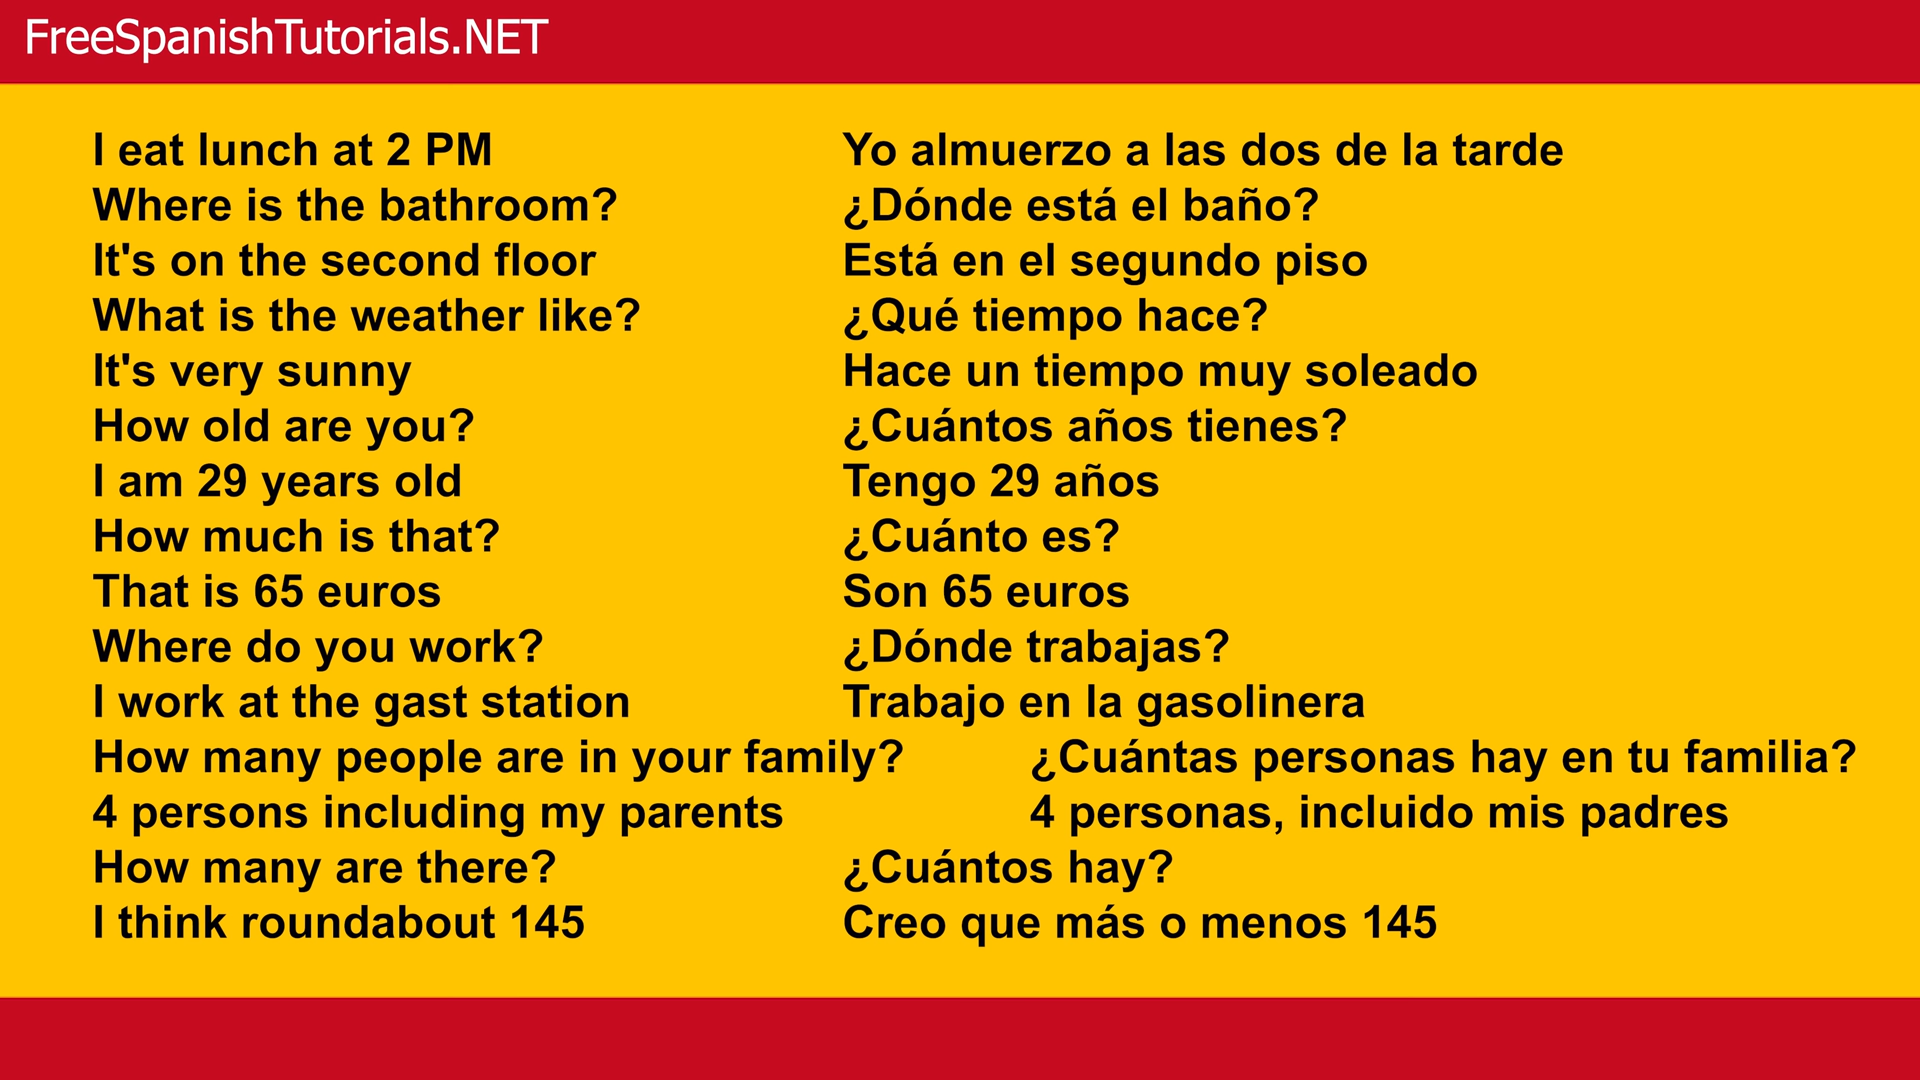 FreeSpanishTutorials.NET
I eat lunch at 2 PM Yo almuerzo a las dos de la tarde
Where is the bathroom? ¿Dónde está el baño?
It's on the second floor Está en el segundo piso
What is the weather like? ¿Qué tiempo hace?
It's very sunny Hace un tiempo muy soleado
How old are you? ¿Cuántos años tienes?
I am 29 years old Tengo 29 años
How much is that? ¿Cuánto es?
That is 65 euros Son 65 euros
Where do you work? ¿Dónde trabajas?
I work at the gast station Trabajo en la gasolinera
How many people are in your family? ¿Cuántas personas hay en tu familia?
4 persons including my parents 4 personas, incluido mis padres
How many are there? ¿Cuántos hay?
I think roundabout 145 Creo que más o menos 145